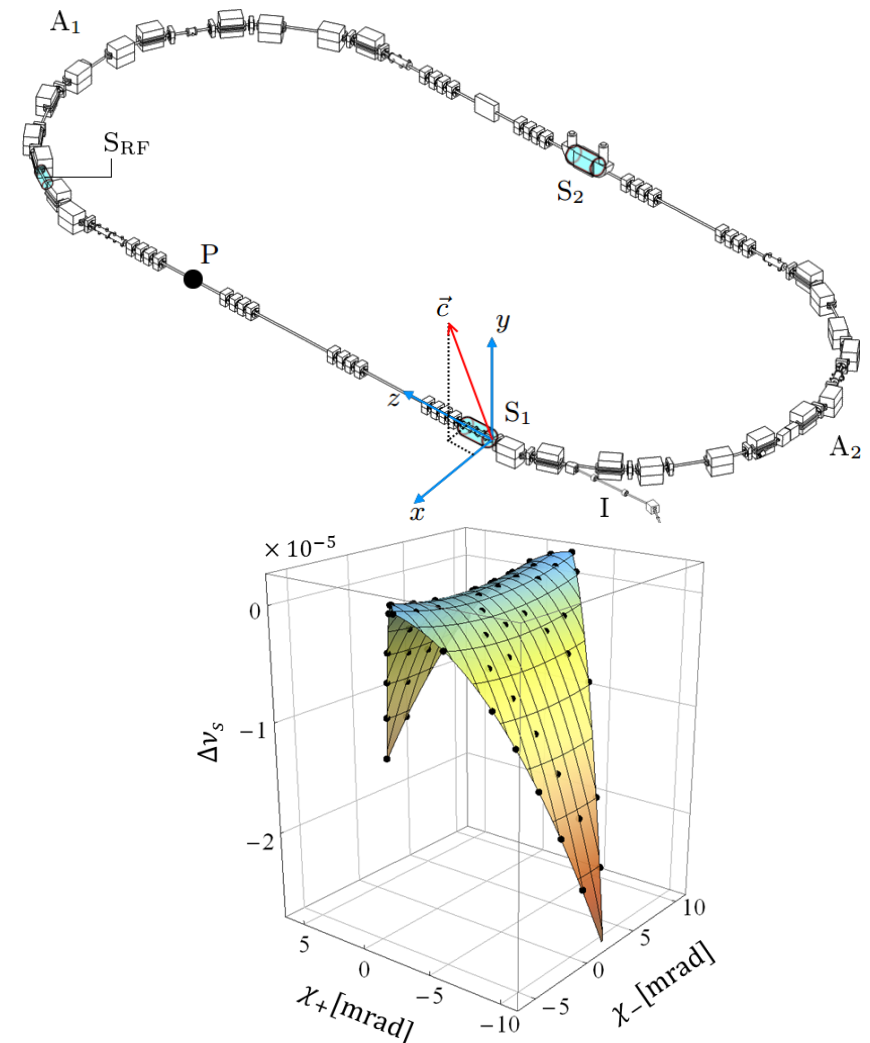 A₁
S_RF
S₂
P
c⃗
y
z
S₁
A₂
x
I
× 10⁻⁵
0
−1
Δν_s
−2
5
0
−5
−10
χ₊[mrad]
10
5
0
−5
χ₋[mrad]